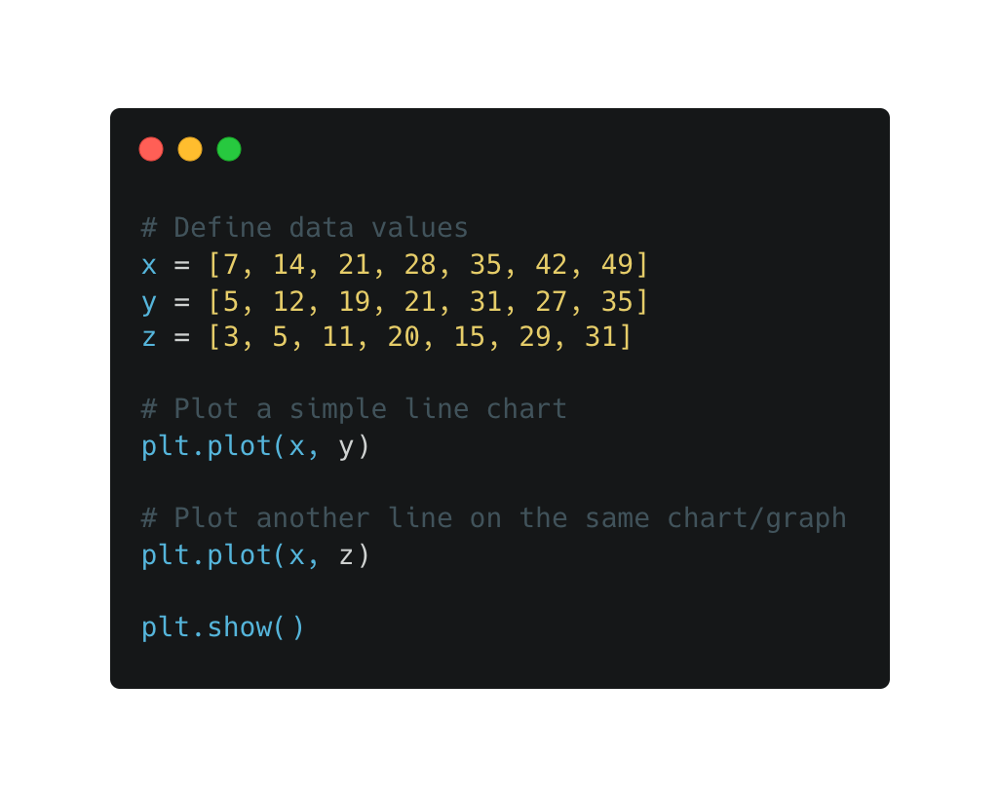 # Define data values
x = [7, 14, 21, 28, 35, 42, 49]
y = [5, 12, 19, 21, 31, 27, 35]
z = [3, 5, 11, 20, 15, 29, 31]
# Plot a simple line chart
plt.plot(x, y)
# Plot another line on the same chart/graph
plt.plot(x, z)
plt.show()